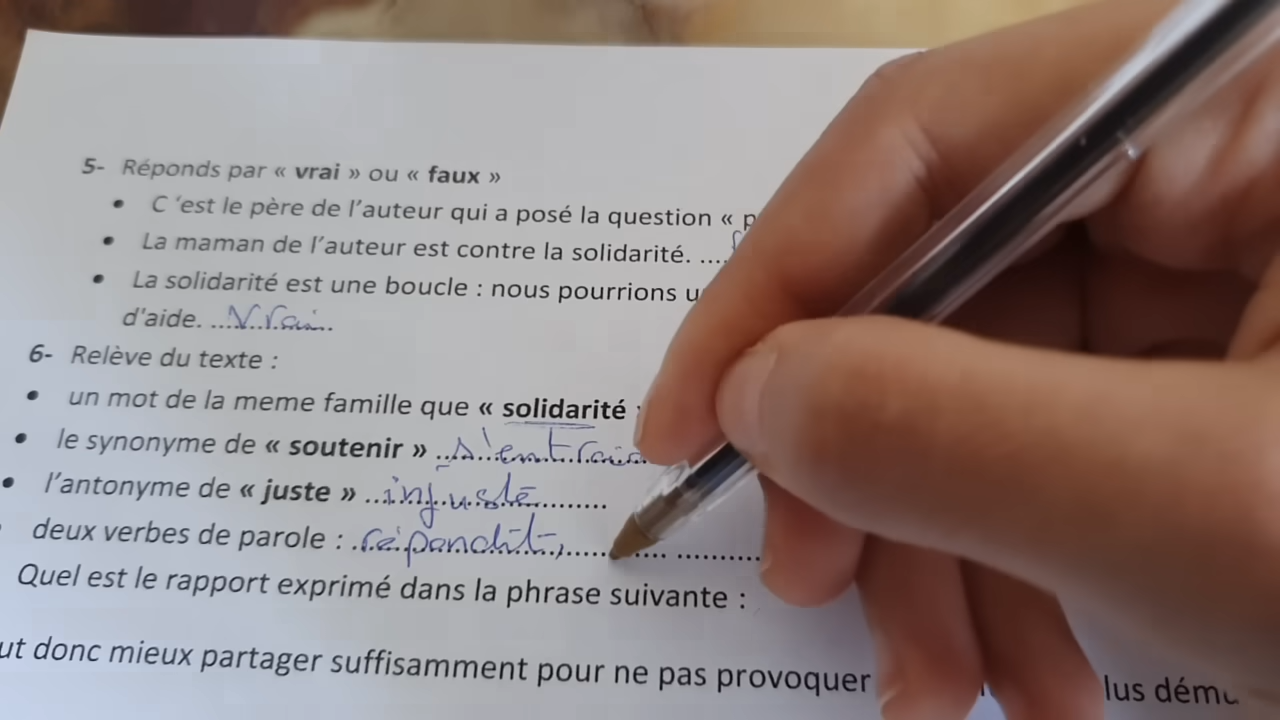 5- Réponds par « vrai » ou « faux »
• C 'est le père de l'auteur qui a posé la question «
• La maman de l'auteur est contre la solidarité. ....
• La solidarité est une boucle : nous pourrions
d'aide. ...Vrai..
6- Relève du texte :
• un mot de la meme famille que « solidarité
• le synonyme de « soutenir » ..s'entraid
• l'antonyme de « juste » ...injuste..........
deux verbes de parole : .répondit,...... .... ..........
Quel est le rapport exprimé dans la phrase suivante :
ut donc mieux partager suffisamment pour ne pas provoquer lus dému